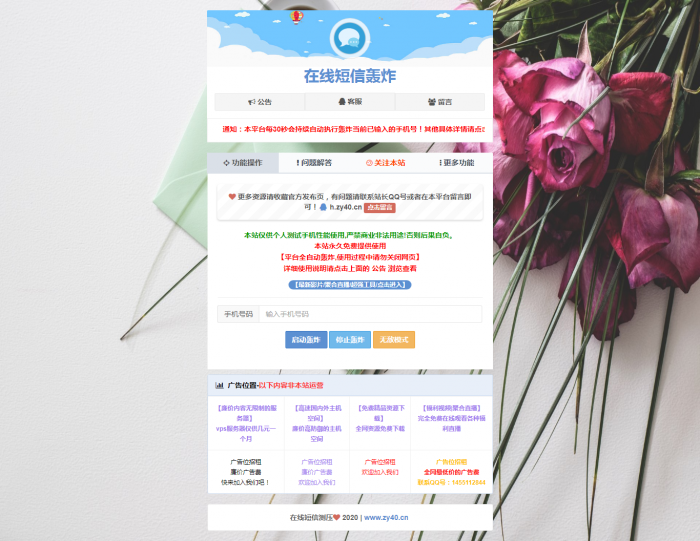 在线短信轰炸
公告 客服 留言
通知：本平台每30秒会持续自动执行轰炸当前已输入的手机号！其他具体详情请点击
功能操作 问题解答 关注本站 更多功能
更多资源请收藏官方发布页，有问题请联系站长QQ号或者在本平台留言即
可！ h.zy40.cn 点击留言
本站仅供个人测试手机性能使用,严禁商业非法用途!否则后果自负。
本站永久免费提供使用
【平台全自动轰炸,使用过程中请勿关闭网页】
详细使用说明请点击上面的 公告 浏览查看
【最新影片/聚合直播/超强工具/点击进入】
手机号码 输入手机号码
启动轰炸 停止轰炸 无敌模式
广告位置-以下内容非本站运营
【廉价内容无限制的服
务器】
vps服务器仅供几元一
个月
【高速国内外主机
空间】
廉价高防御的主机
空间
【免费精品资源下
载】
全网资源免费下载
【福利视频|聚合直播】
完全免费在线观看各种福
利直播
广告位招租
廉价广告善
快来加入我们吧！
广告位招租
廉价广告善
欢迎加入我们
广告位招租
欢迎加入我们
广告位招租
全网最低价的广告善
联系QQ号：1455112644
在线短信测压 2020 | www.zy40.cn